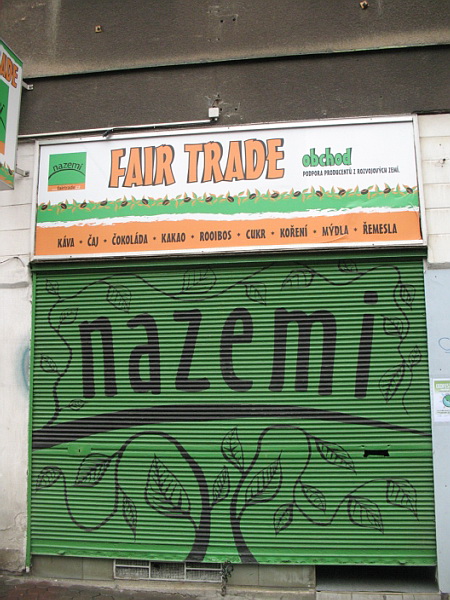 nazemi
FAIR TRADE
obchod
PODPORA PRODUCENTŮ Z ROZVOJOVÝCH ZEMÍ.
KÁVA • ČAJ • ČOKOLÁDA • KAKAO • ROOIBOS • CUKR • KOŘENÍ • MÝDLA • ŘEMESLA
nazemi